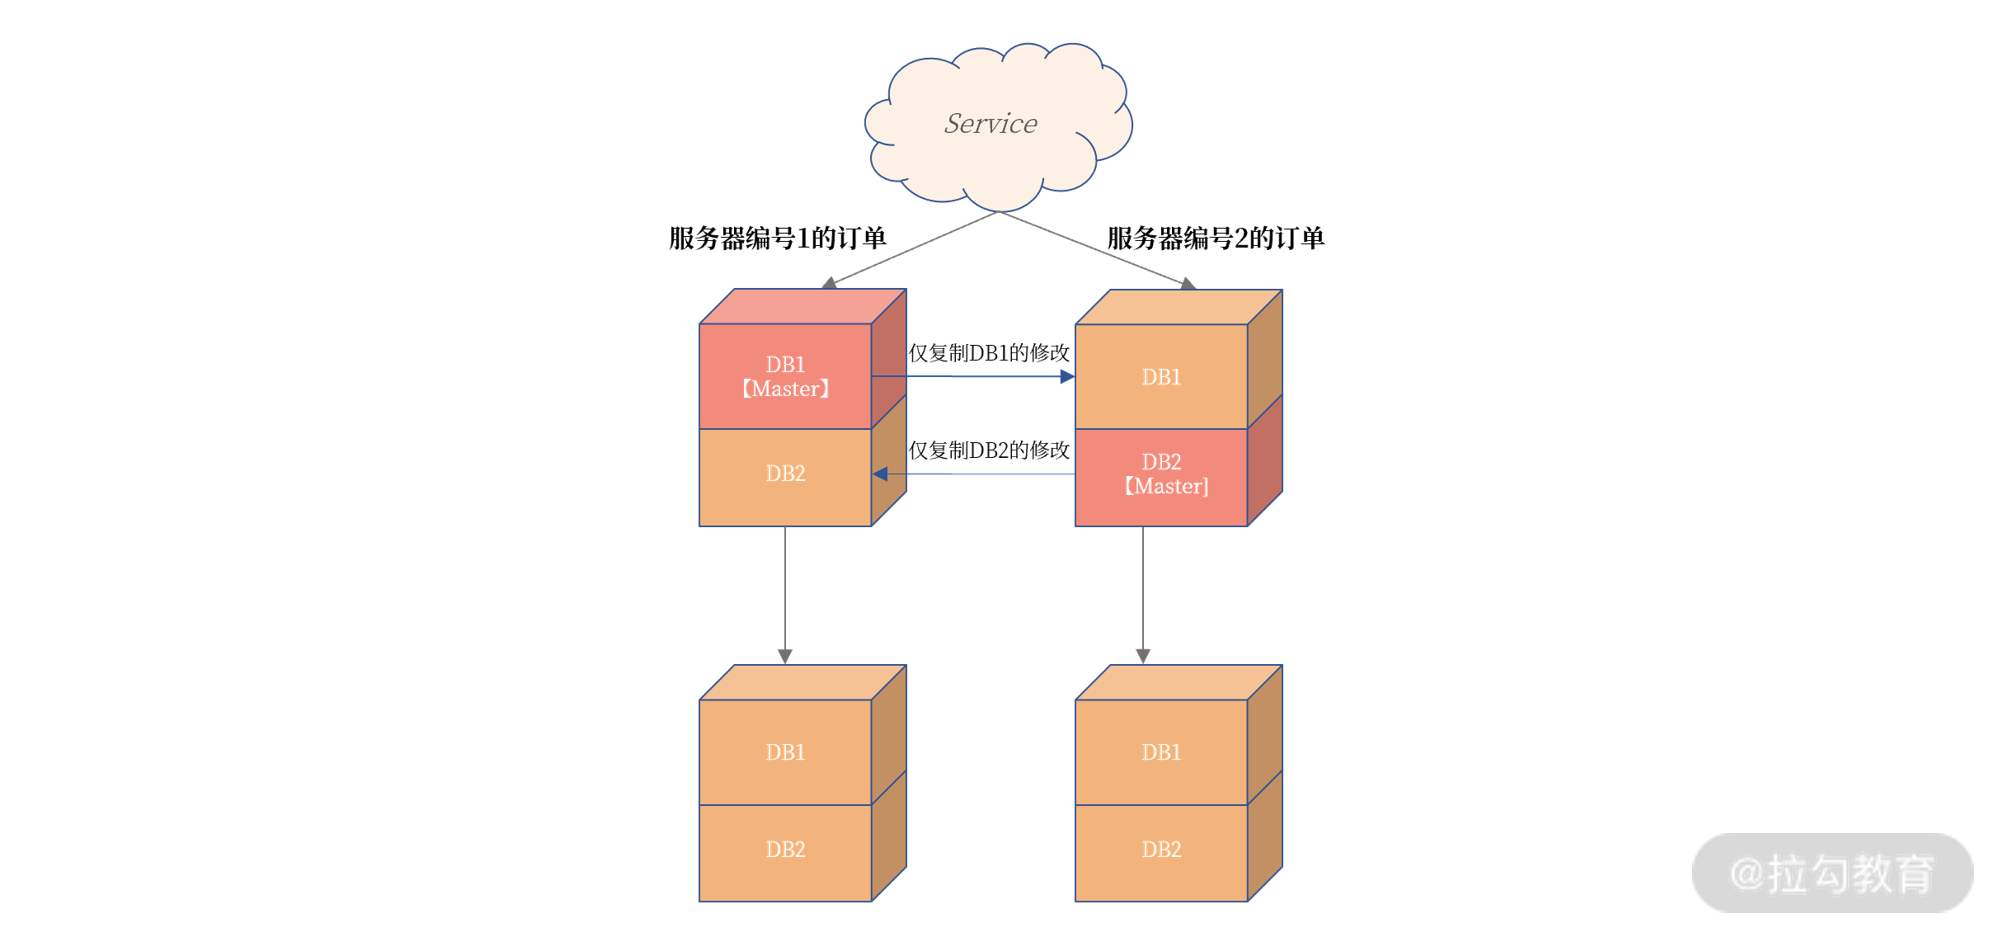 Service
服务器编号1的订单
服务器编号2的订单
DB1
【Master】
仅复制DB1的修改
DB1
DB2
仅复制DB2的修改
DB2
【Master]
DB1
DB1
DB2
DB2
@拉勾教育